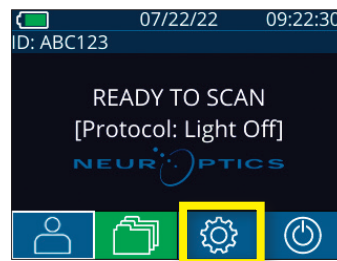 07/22/22 09:22:30
ID: ABC123
READY TO SCAN
[Protocol: Light Off]
NEUROPTICS